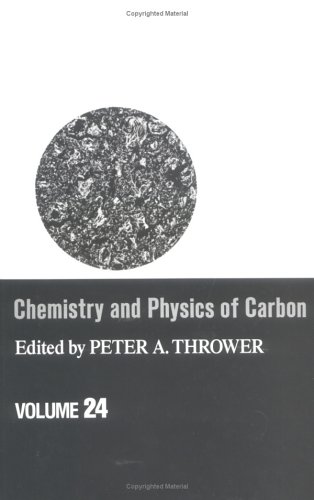 Copyrighted Material
Chemistry and Physics of Carbon
Edited by PETER A. THROWER
VOLUME 24
Copyrighted Material